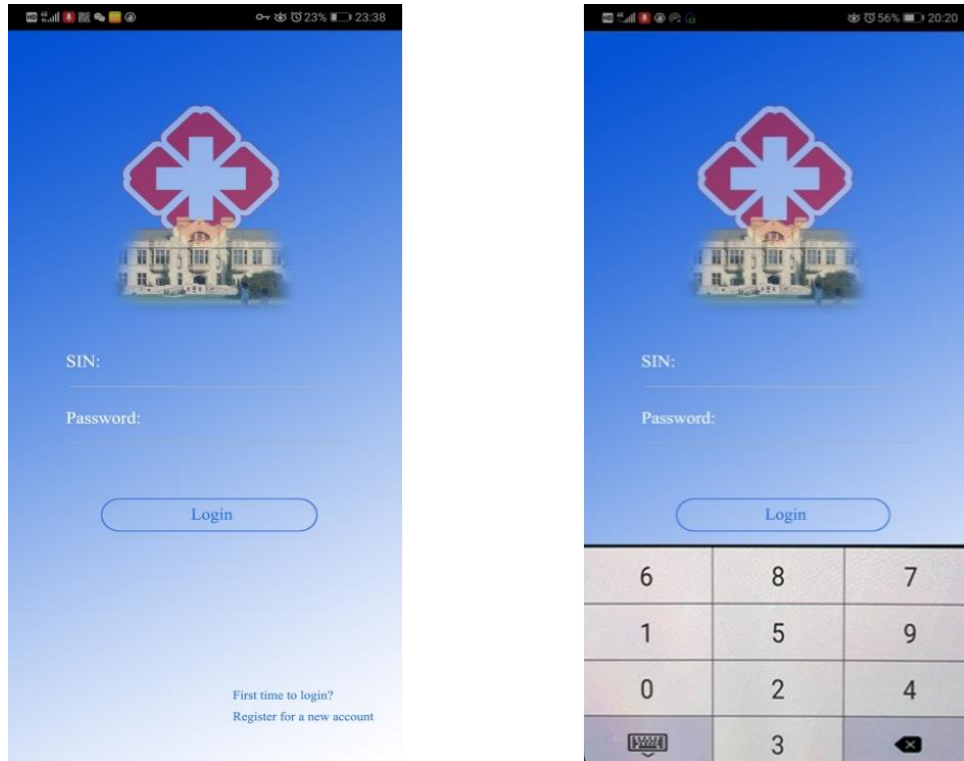 23% 23:38
SIN:
Password:
Login
First time to login?
Register for a new account
56% 20:20
SIN:
Password:
Login
6 8 7
1 5 9
0 2 4
3